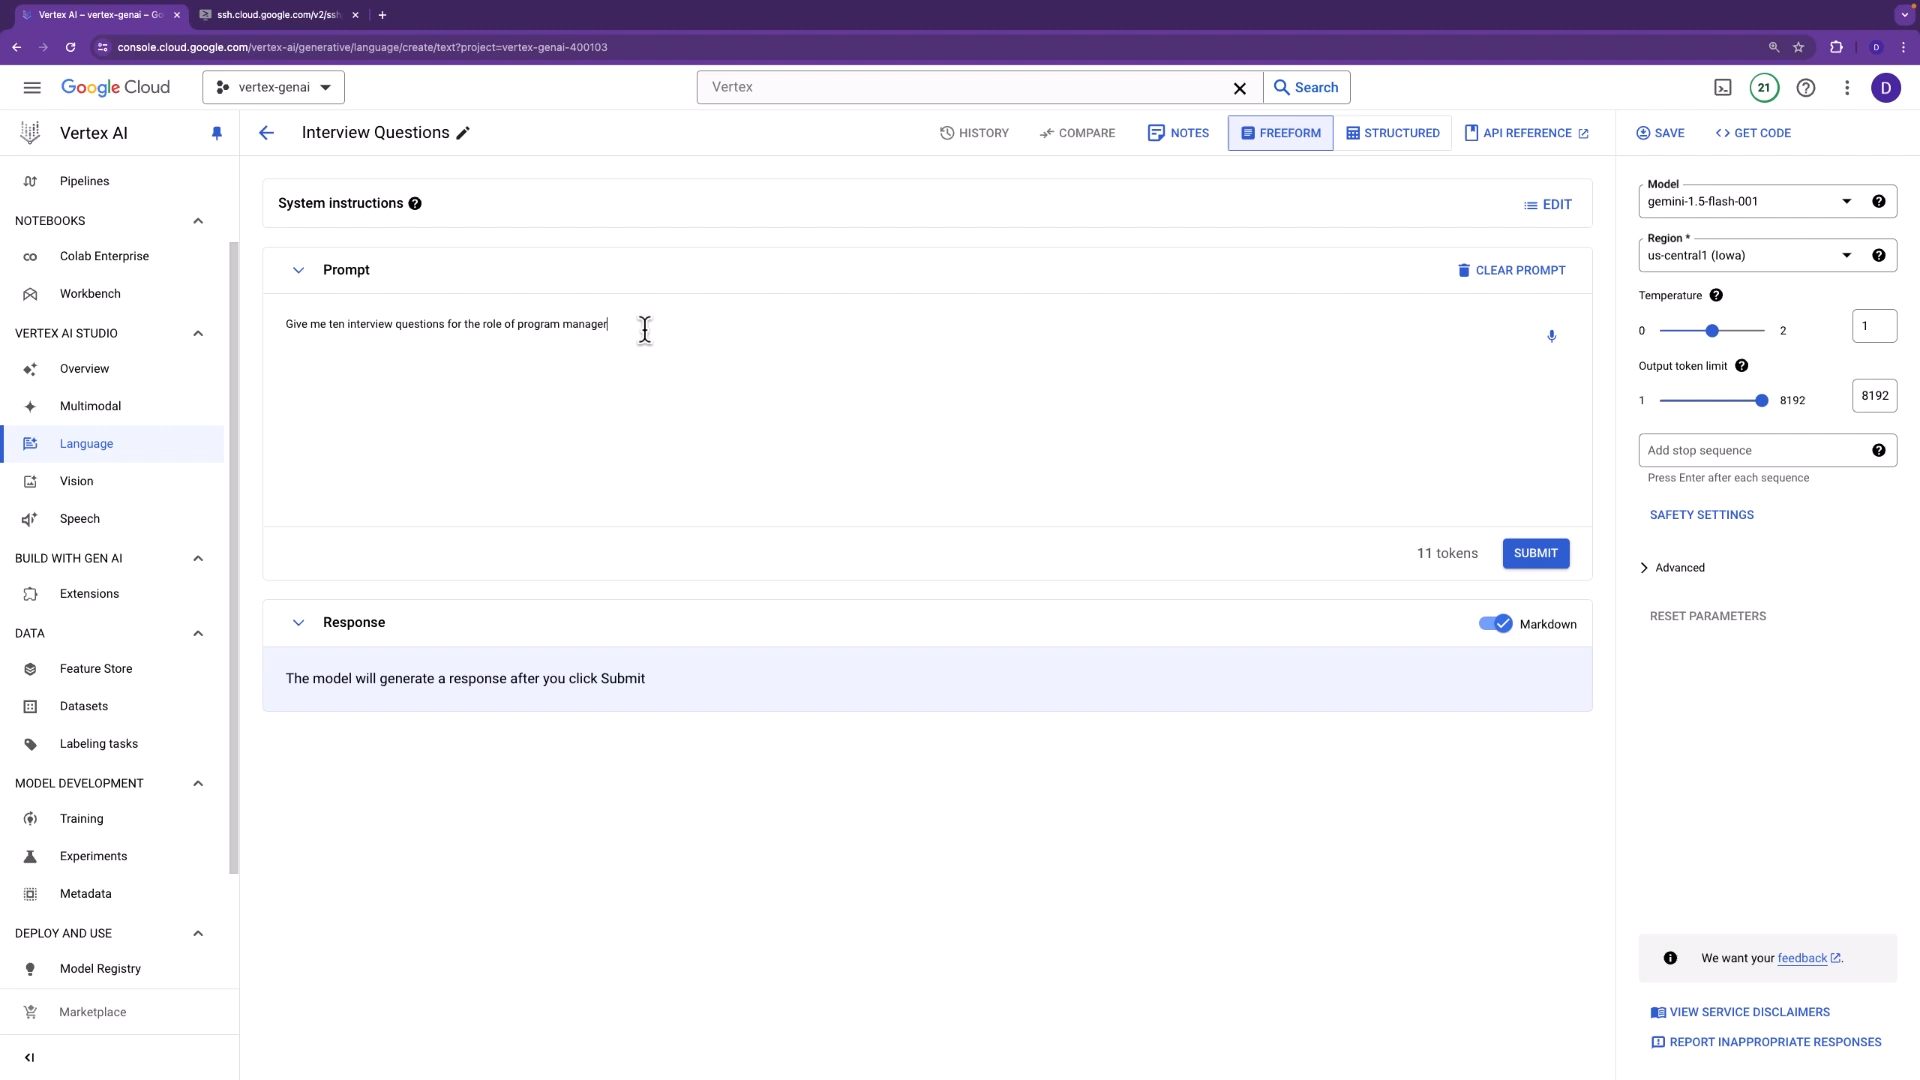 Vertex AI – vertex-genai – Go
ssh.cloud.google.com/v2/ssh
console.cloud.google.com/vertex-ai/generative/language/create/text?project=vertex-genai-400103
D
Google Cloud
vertex-genai
Vertex
Search
21
D
Vertex AI
Interview Questions
HISTORY
COMPARE
NOTES
FREEFORM
STRUCTURED
API REFERENCE
SAVE
GET CODE
Pipelines
NOTEBOOKS
Colab Enterprise
Workbench
VERTEX AI STUDIO
Overview
Multimodal
Language
Vision
Speech
BUILD WITH GEN AI
Extensions
DATA
Feature Store
Datasets
Labeling tasks
MODEL DEVELOPMENT
Training
Experiments
Metadata
DEPLOY AND USE
Model Registry
Marketplace
System instructions
EDIT
Prompt
CLEAR PROMPT
Give me ten interview questions for the role of program manager
11 tokens
SUBMIT
Response
Markdown
The model will generate a response after you click Submit
Model
gemini-1.5-flash-001
Region *
us-central1 (Iowa)
Temperature
0
2
1
Output token limit
1
8192
8192
Add stop sequence
Press Enter after each sequence
SAFETY SETTINGS
Advanced
RESET PARAMETERS
We want your feedback.
VIEW SERVICE DISCLAIMERS
REPORT INAPPROPRIATE RESPONSES